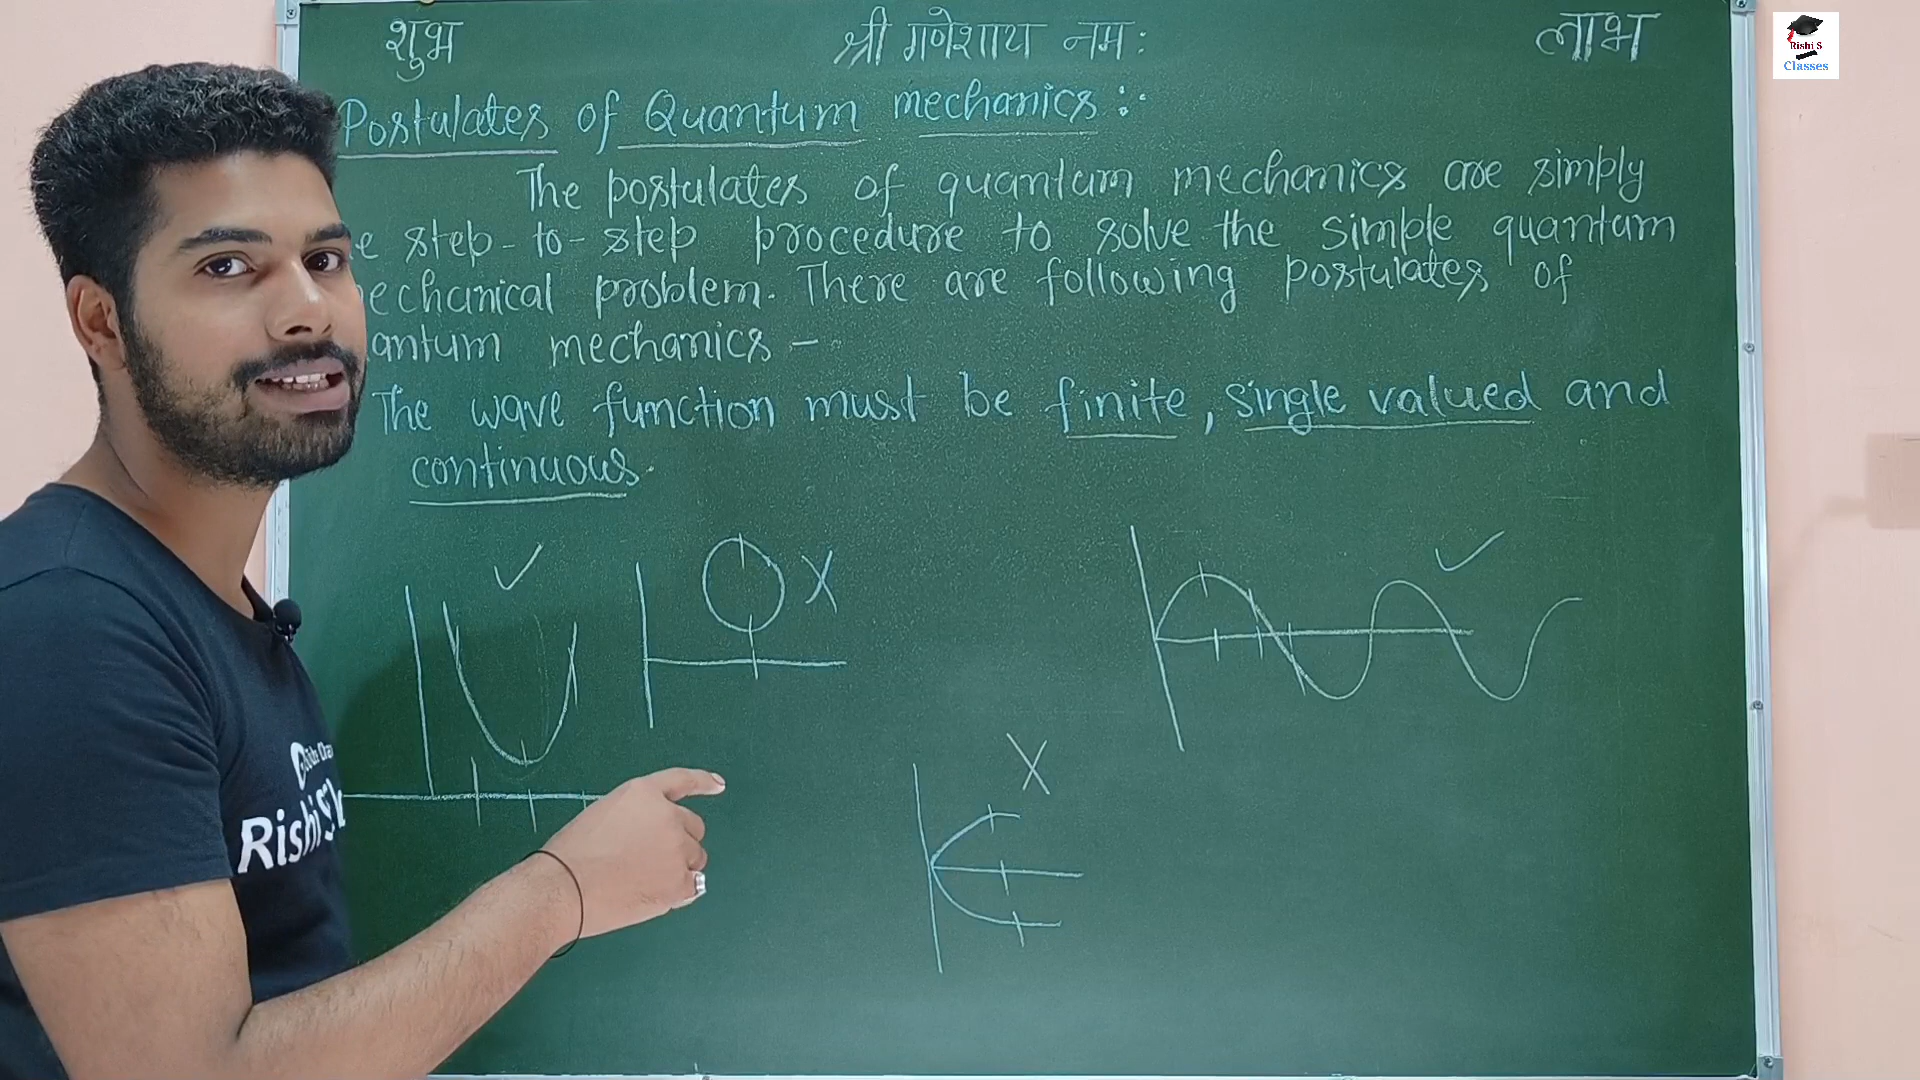 शुभ श्री गणेशाय नमः लाभ
Rishi S
Classes
Postulates of Quantum mechanics :-
The postulates of quantum mechanics are simply
e step-to-step procedure to solve the simple quantum
echanical problem. There are following postulates of
antum mechanics -
The wave function must be finite, single valued and
continuous.
✓ X ✓
X
Rishi S